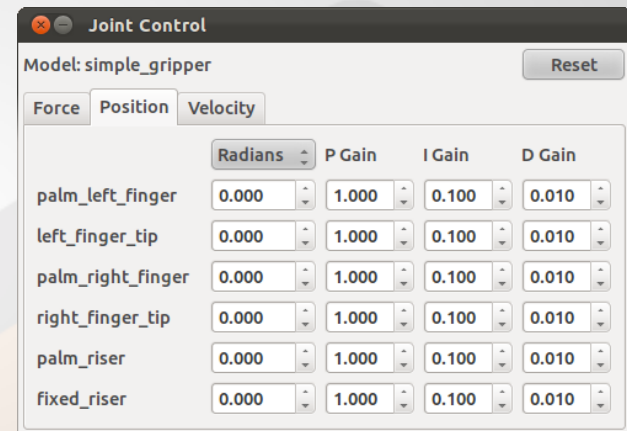 Joint Control
Model: simple_gripper Reset
Force Position Velocity
Radians P Gain I Gain D Gain
palm_left_finger 0.000 1.000 0.100 0.010
left_finger_tip 0.000 1.000 0.100 0.010
palm_right_finger 0.000 1.000 0.100 0.010
right_finger_tip 0.000 1.000 0.100 0.010
palm_riser 0.000 1.000 0.100 0.010
fixed_riser 0.000 1.000 0.100 0.010